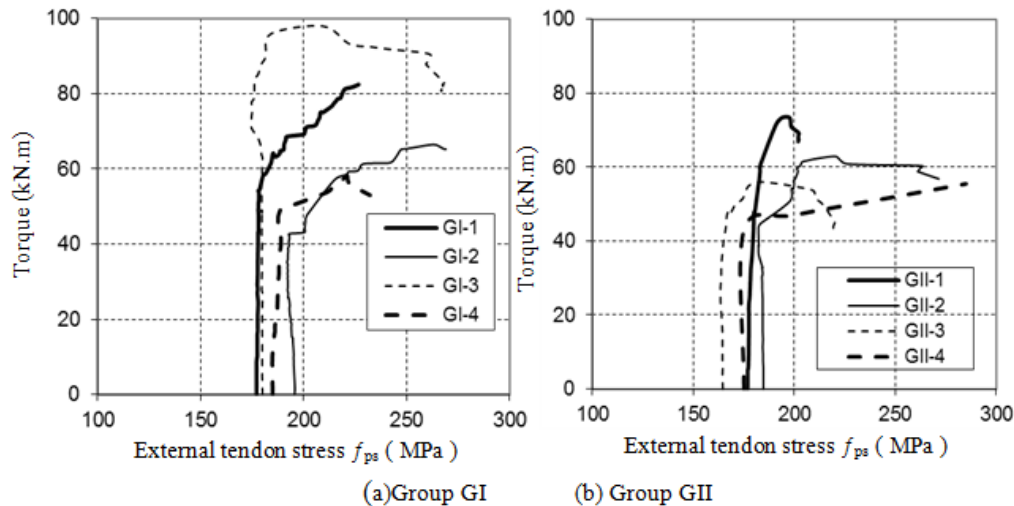 100
80
60
40
20
0
Torque (kN.m)
GI-1
GI-2
GI-3
GI-4
100 150 200 250 300
External tendon stress fps ( MPa )
(a)Group GI
100
80
60
40
20
0
Torque (kN.m)
GII-1
GII-2
GII-3
GII-4
100 150 200 250 300
External tendon stress fps ( MPa )
(b) Group GII